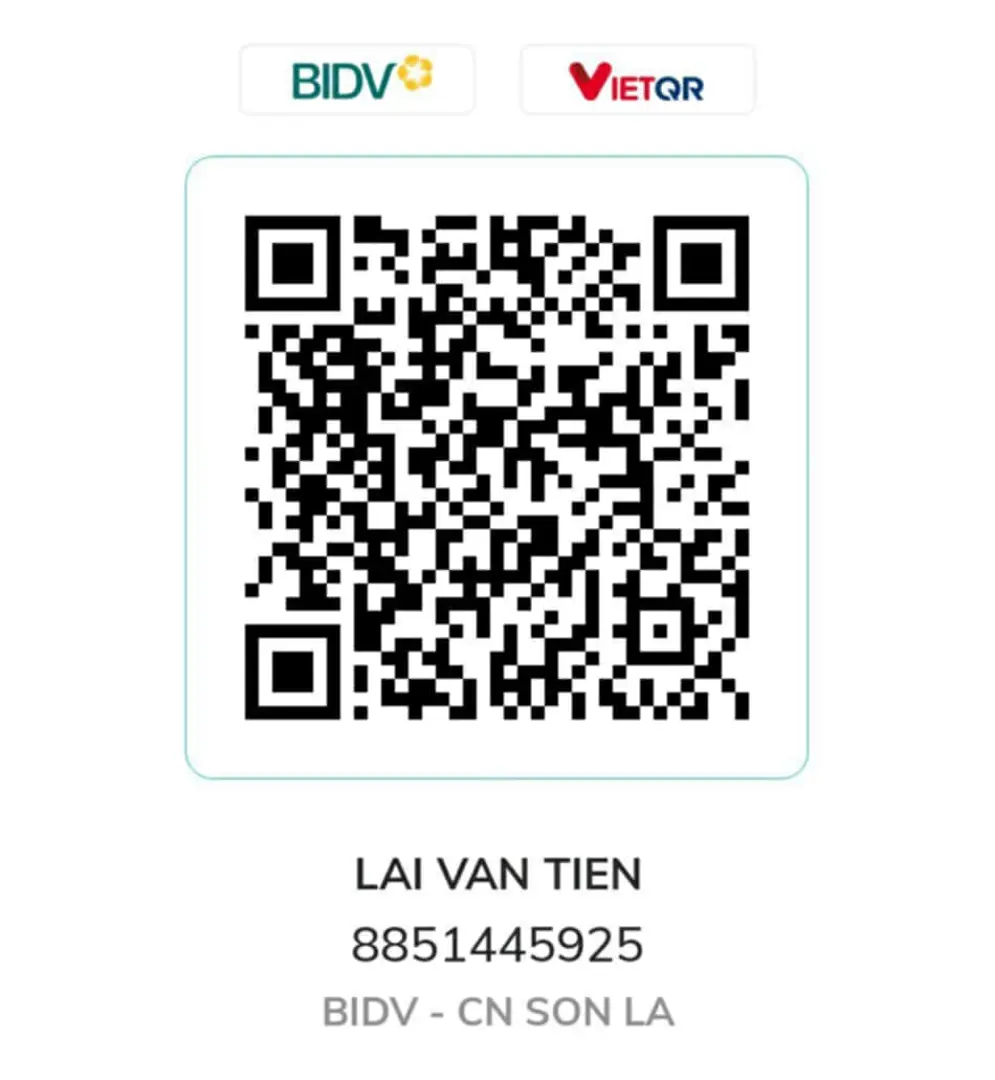 BIDV
VIETQR
LAI VAN TIEN
8851445925
BIDV - CN SON LA